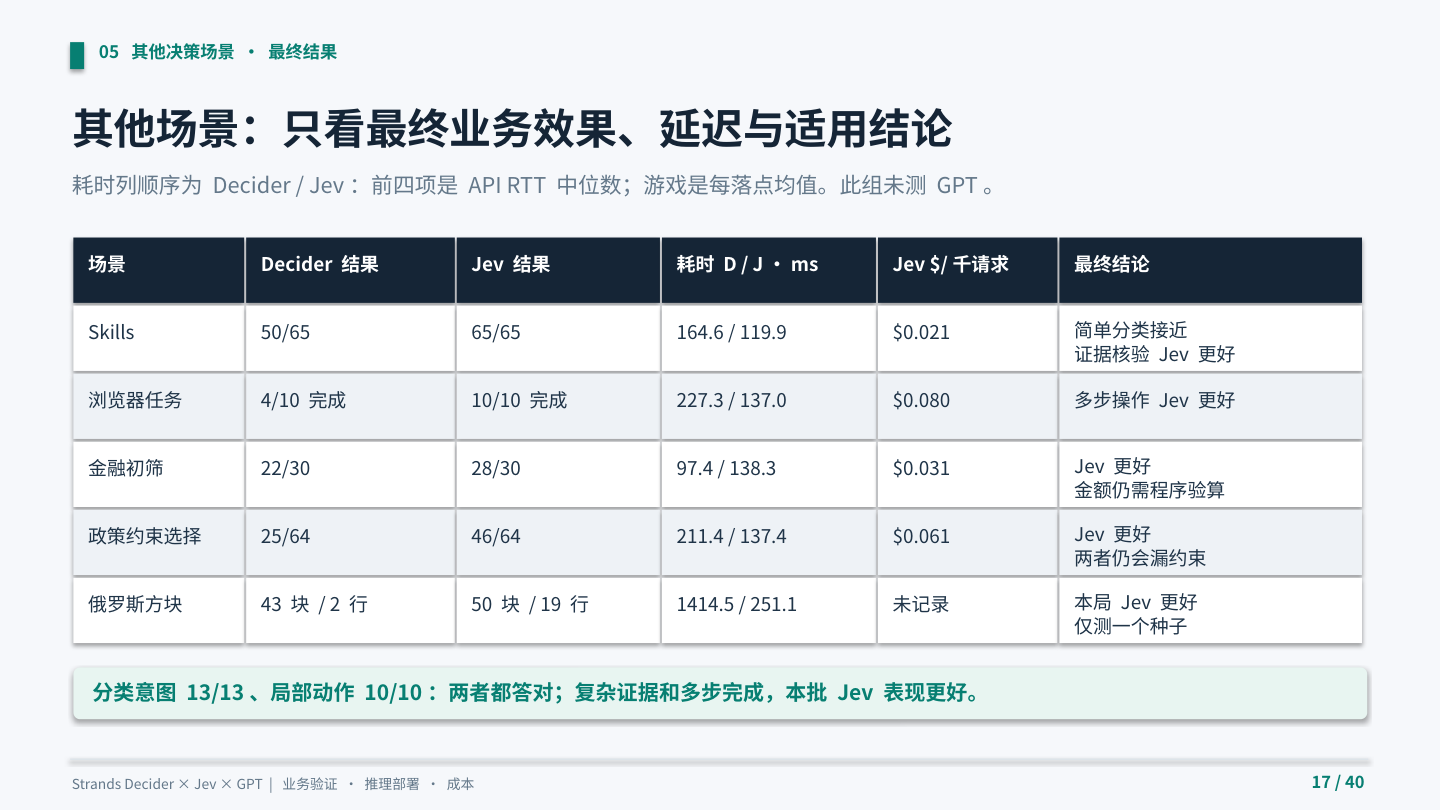 05 其他决策场景 · 最终结果
其他场景：只看最终业务效果、延迟与适用结论
耗时列顺序为 Decider / Jev：前四项是 API RTT 中位数；游戏是每落点均值。此组未测 GPT。
场景 Decider 结果 Jev 结果 耗时 D / J · ms Jev $/ 千请求 最终结论
Skills 50/65 65/65 164.6 / 119.9 $0.021 简单分类接近
证据核验 Jev 更好
浏览器任务 4/10 完成 10/10 完成 227.3 / 137.0 $0.080 多步操作 Jev 更好
金融初筛 22/30 28/30 97.4 / 138.3 $0.031 Jev 更好
金额仍需程序验算
政策约束选择 25/64 46/64 211.4 / 137.4 $0.061 Jev 更好
两者仍会漏约束
俄罗斯方块 43 块 / 2 行 50 块 / 19 行 1414.5 / 251.1 未记录 本局 Jev 更好
仅测一个种子
分类意图 13/13、局部动作 10/10：两者都答对；复杂证据和多步完成，本批 Jev 表现更好。
Strands Decider × Jev × GPT | 业务验证 · 推理部署 · 成本
17 / 40